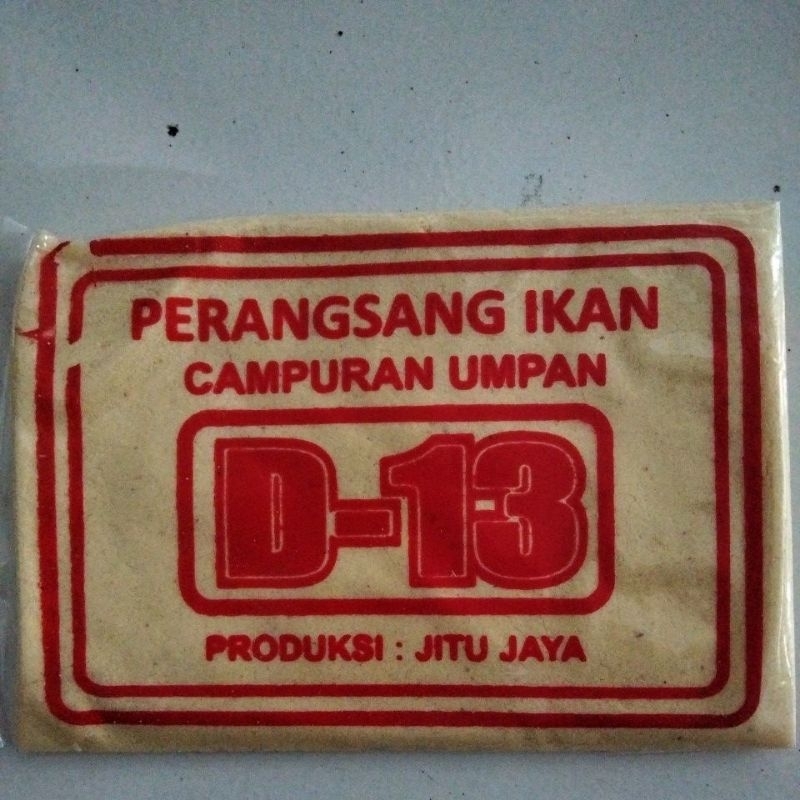 PERANGSANG IKAN
CAMPURAN UMPAN
D-13
PRODUKSI : JITU JAYA